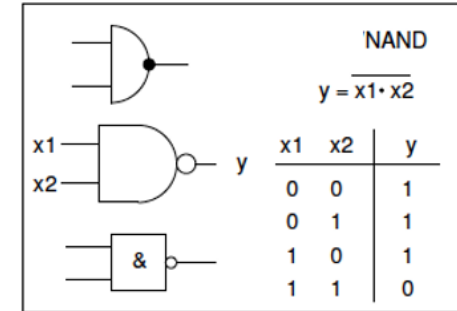 'NAND
y = x1• x2
x1
x2
y
&
x1 x2 y
0 0 1
0 1 1
1 0 1
1 1 0